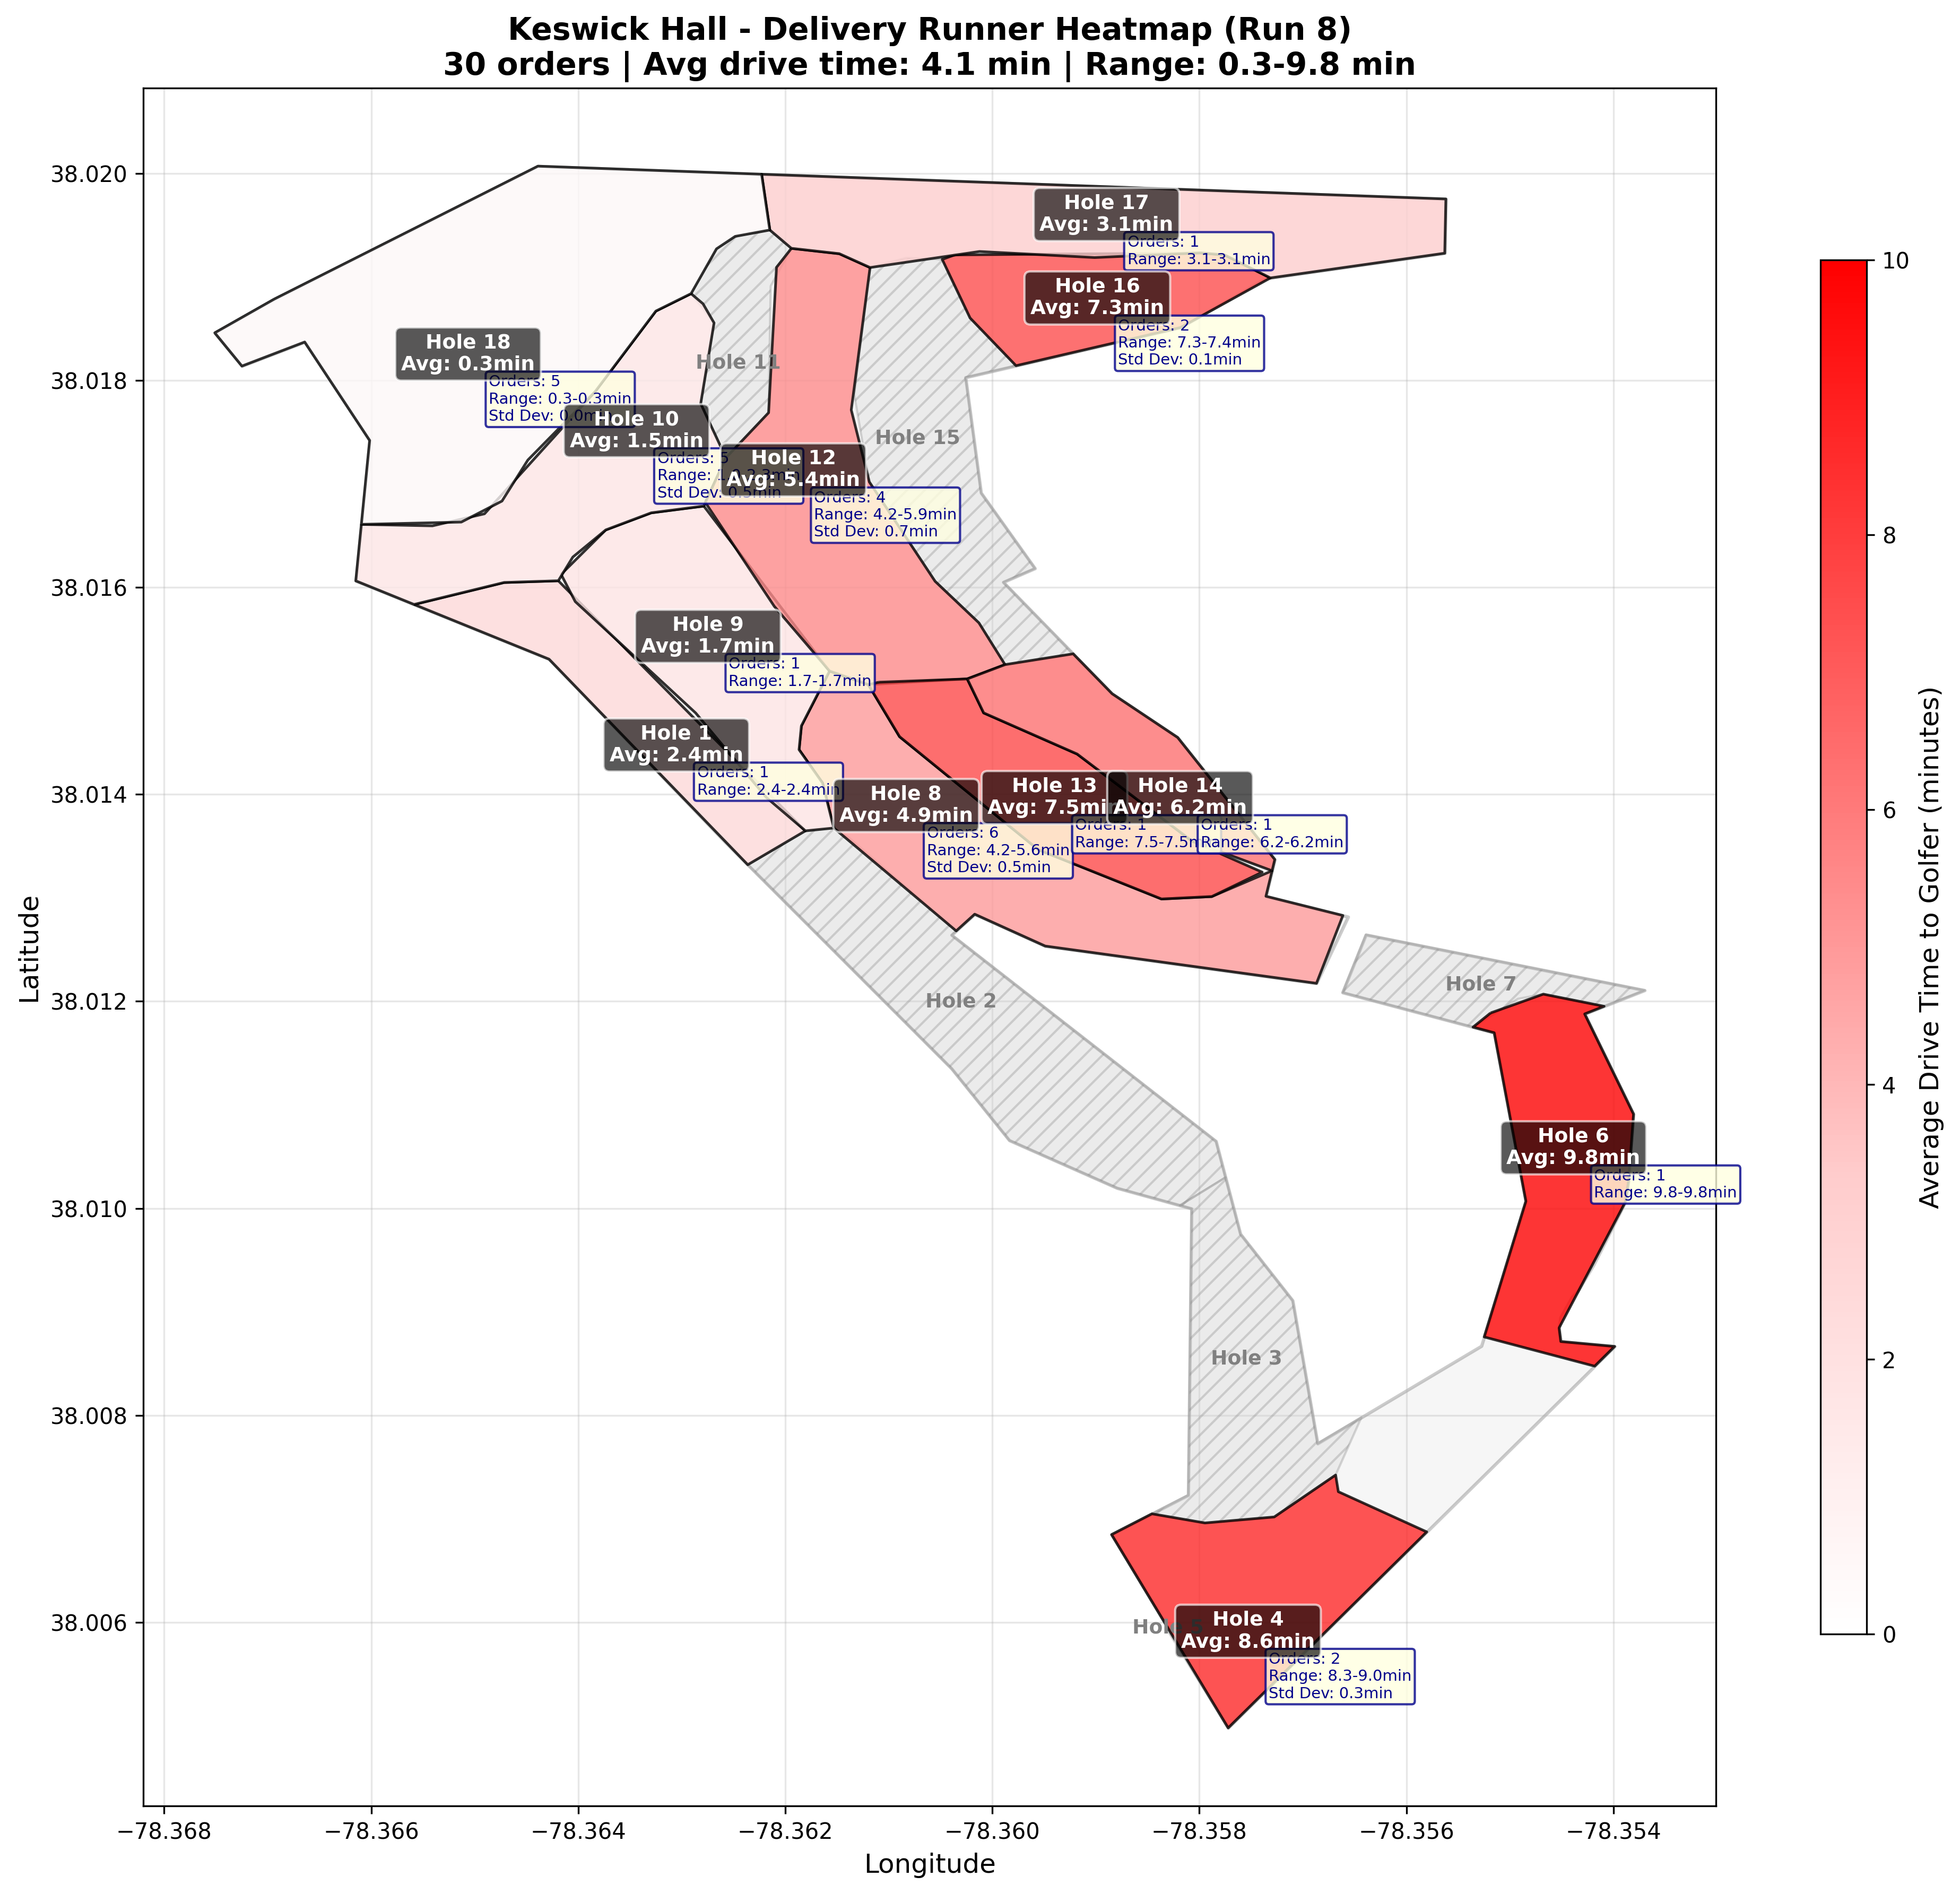 Keswick Hall - Delivery Runner Heatmap (Run 8)
30 orders | Avg drive time: 4.1 min | Range: 0.3-9.8 min
Hole 17
Avg: 3.1min
Orders: 1
Range: 3.1-3.1min
Hole 16
Avg: 7.3min
Orders: 2
Range: 7.3-7.4min
Std Dev: 0.1min
Hole 18
Avg: 0.3min
Orders: 5
Range: 0.3-0.3min
Std Dev: 0.0min
Hole 11
Hole 10
Avg: 1.5min
Orders: 5
Range:
Std Dev: 0.5min
Hole 15
Hole 12
Avg: 5.4min
Orders: 4
Range: 4.2-5.9min
Std Dev: 0.7min
Hole 9
Avg: 1.7min
Orders: 1
Range: 1.7-1.7min
Hole 1
Avg: 2.4min
Orders: 1
Range: 2.4-2.4min
Hole 8
Avg: 4.9min
Orders: 6
Range: 4.2-5.6min
Std Dev: 0.5min
Hole 13
Avg: 7.5min
Orders: 1
Range: 7.5-7.5m
Hole 14
Avg: 6.2min
Orders: 1
Range: 6.2-6.2min
Hole 2
Hole 7
Hole 6
Avg: 9.8min
Orders: 1
Range: 9.8-9.8min
Hole 3
Hole 4
Avg: 8.6min
Orders: 2
Range: 8.3-9.0min
Std Dev: 0.3min
38.020
38.018
38.016
38.014
38.012
38.010
38.008
38.006
Latitude
−78.368
−78.366
−78.364
−78.362
−78.360
−78.358
−78.356
−78.354
Longitude
10
8
6
4
2
0
Average Drive Time to Golfer (minutes)